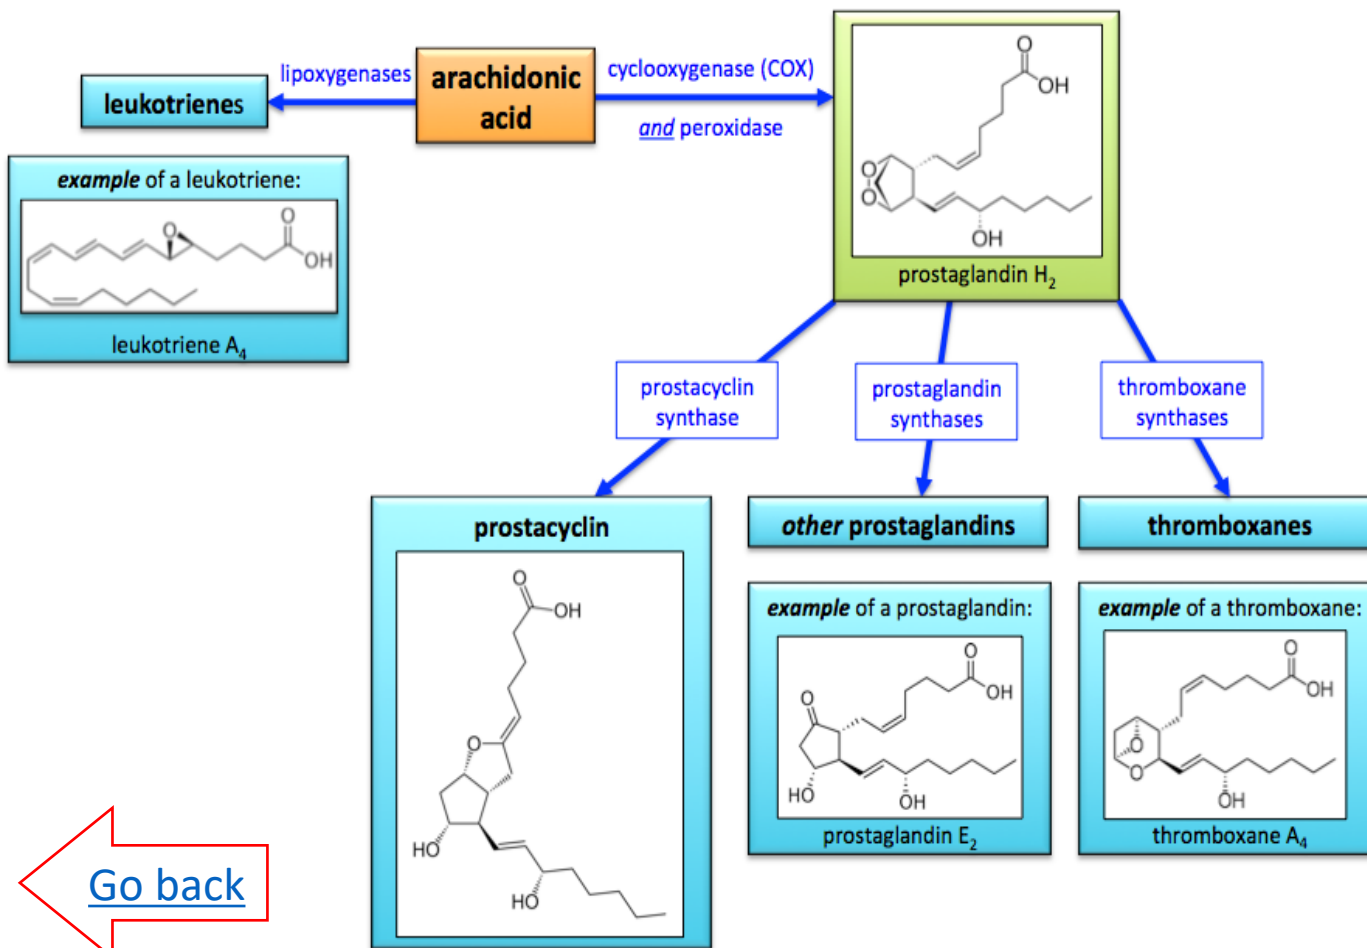 lipoxygenases
arachidonic
acid
cyclooxygenase (COX)
and peroxidase
leukotrienes
example of a leukotriene:
O
O
OH
leukotriene A4
O
OH
O
O
OH
prostaglandin H2
prostacyclin
synthase
prostaglandin
synthases
thromboxane
synthases
prostacyclin
O
OH
O
HO
HO
other prostaglandins
example of a prostaglandin:
O
O
OH
HO
OH
prostaglandin E2
thromboxanes
example of a thromboxane:
O
OH
O
O
OH
thromboxane A4
Go back